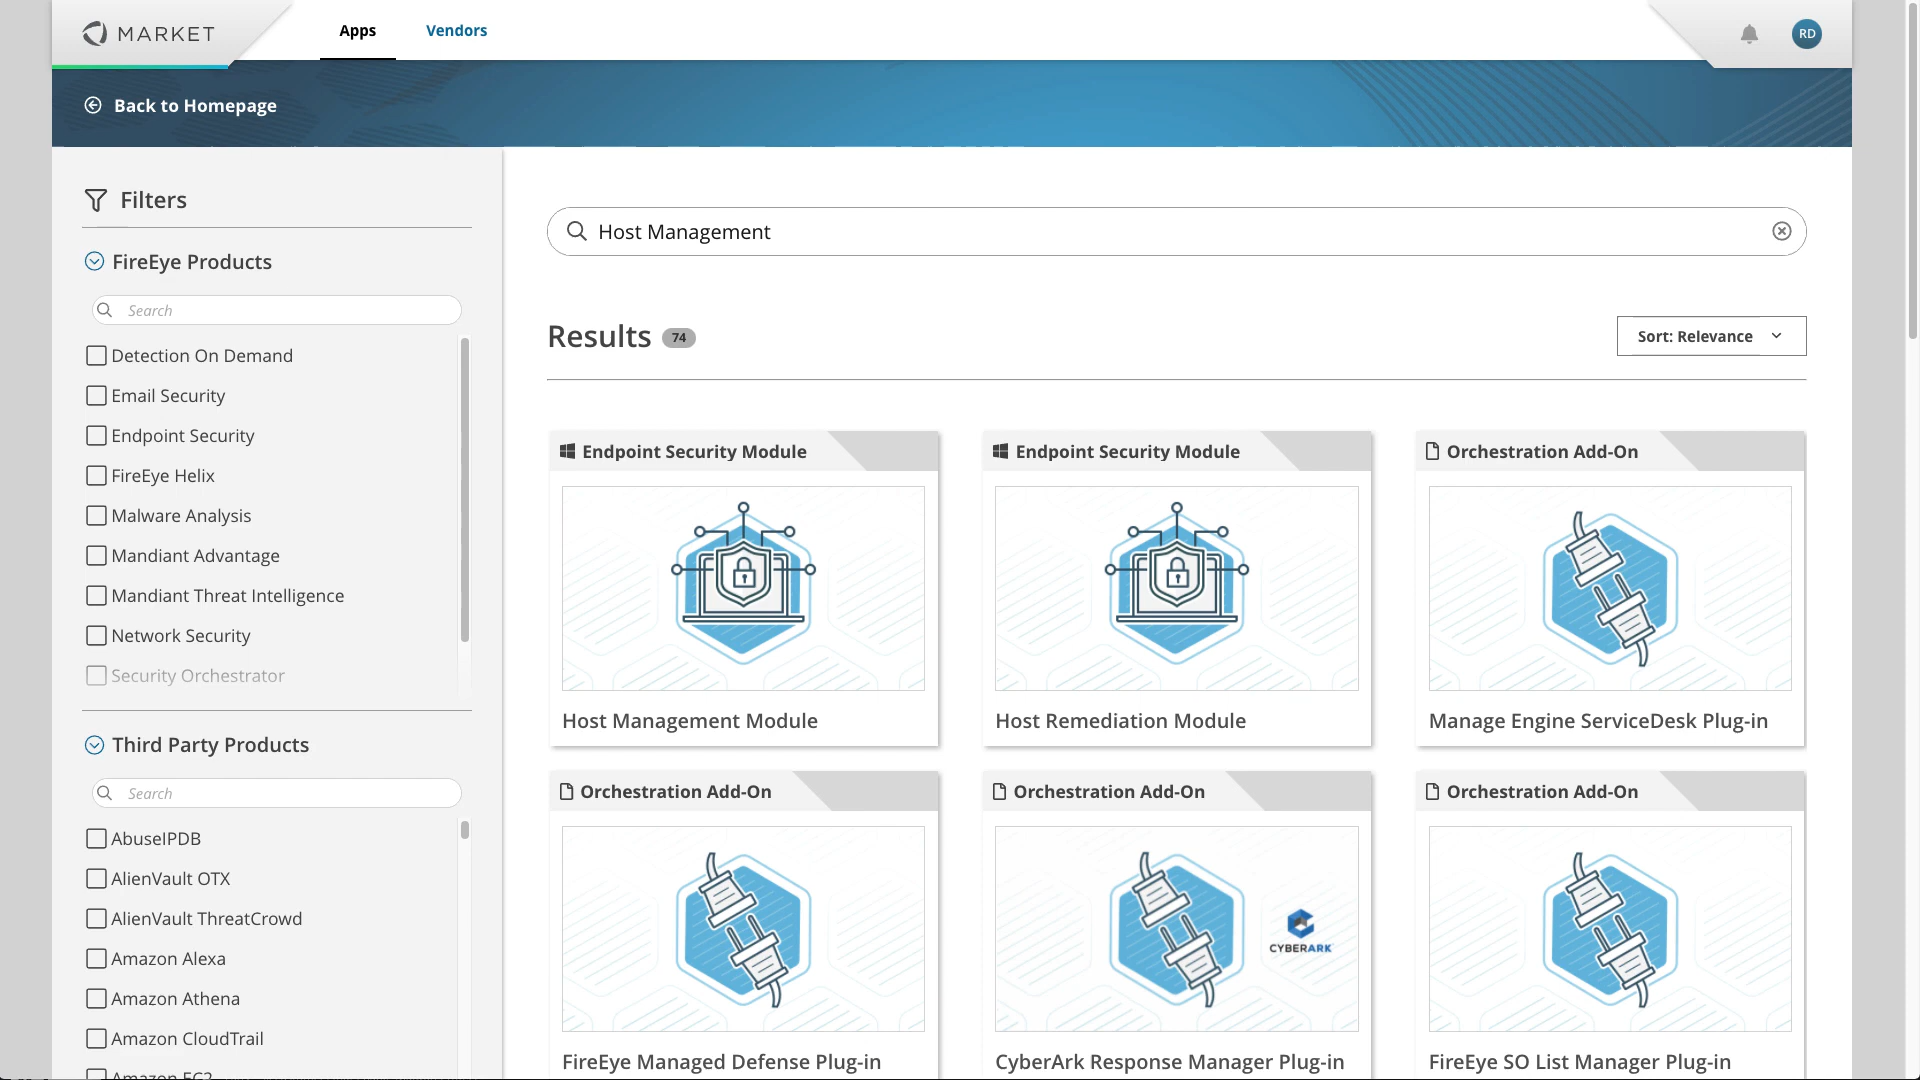 MARKET
Apps
Vendors
RD
Back to Homepage
Filters
FireEye Products
Search
Detection On Demand
Email Security
Endpoint Security
FireEye Helix
Malware Analysis
Mandiant Advantage
Mandiant Threat Intelligence
Network Security
Security Orchestrator
Third Party Products
Search
AbuseIPDB
AlienVault OTX
AlienVault ThreatCrowd
Amazon Alexa
Amazon Athena
Amazon CloudTrail
Amazon EC2
Host Management
Results 74
Sort: Relevance
Endpoint Security Module
Host Management Module
Endpoint Security Module
Host Remediation Module
Orchestration Add-On
Manage Engine ServiceDesk Plug-in
Orchestration Add-On
FireEye Managed Defense Plug-in
Orchestration Add-On
CYBERARK
CyberArk Response Manager Plug-in
Orchestration Add-On
FireEye SO List Manager Plug-in